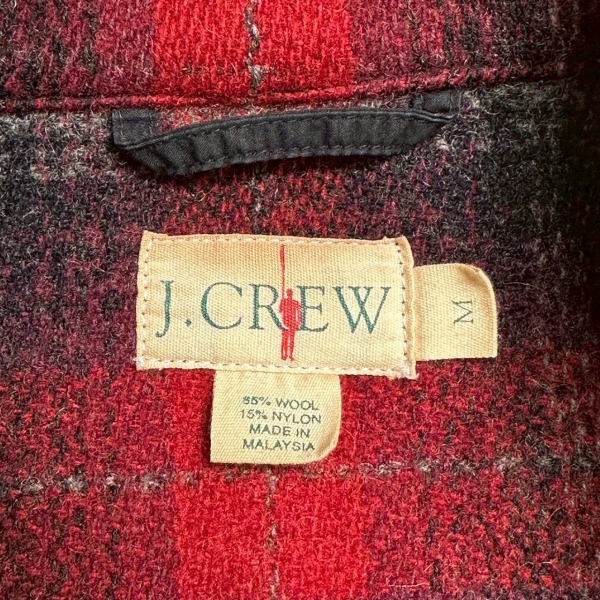 J.CREW
M
85% WOOL
15% NYLON
MADE IN
MALAYSIA